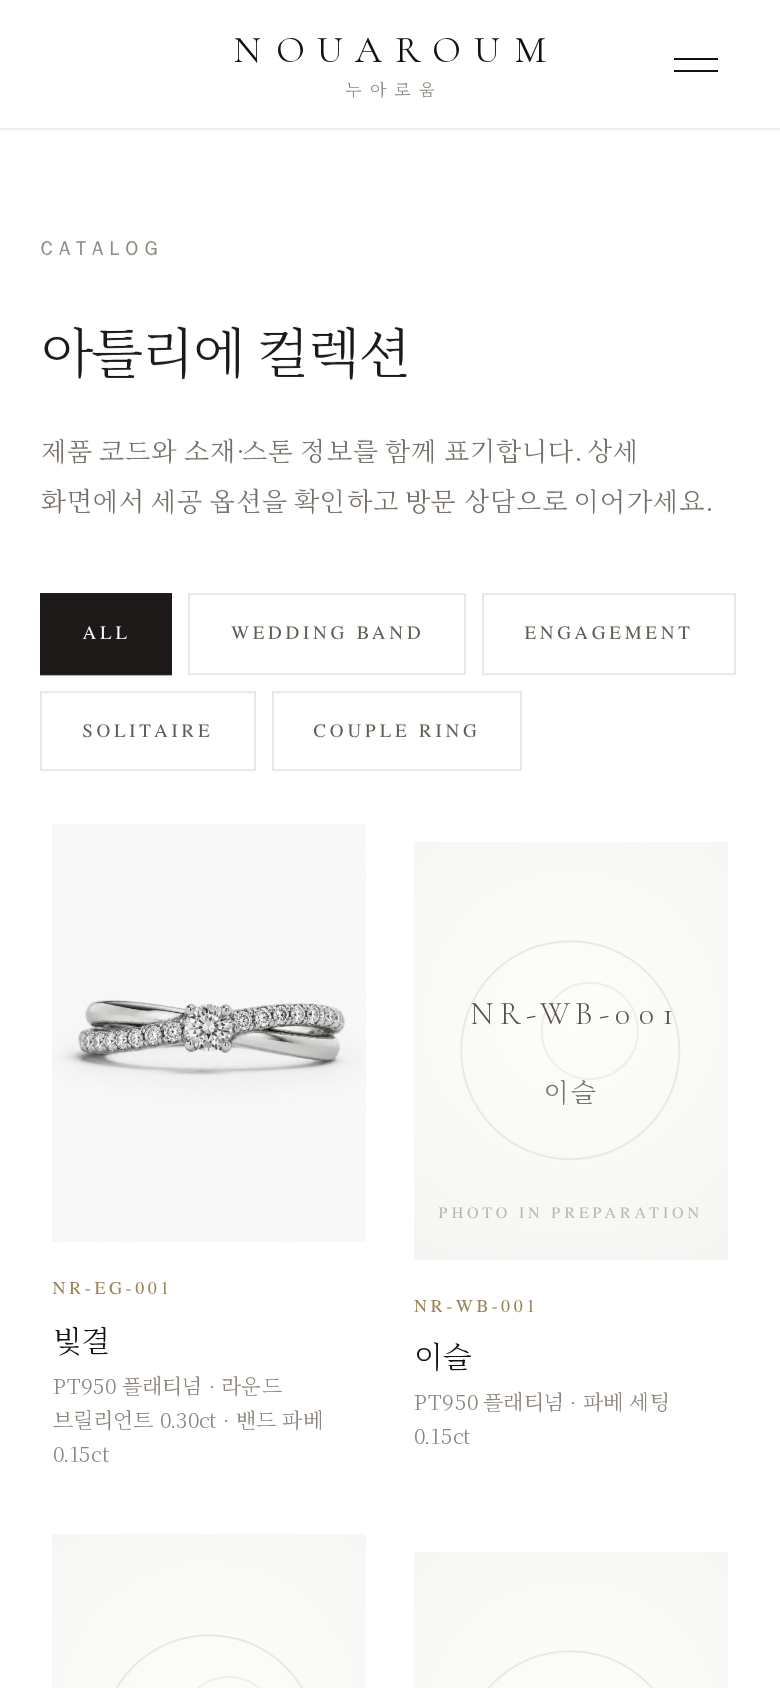 NOUAROUM
누아로움
CATALOG
아틀리에 컬렉션
제품 코드와 소재·스톤 정보를 함께 표기합니다. 상세
화면에서 세공 옵션을 확인하고 방문 상담으로 이어가세요.
ALL
WEDDING BAND
ENGAGEMENT
SOLITAIRE
COUPLE RING
NR-EG-001
빛결
PT950 플래티넘 · 라운드
브릴리언트 0.30ct · 밴드 파베
0.15ct
NR-WB-001
이슬
PHOTO IN PREPARATION
NR-WB-001
이슬
PT950 플래티넘 · 파베 세팅
0.15ct